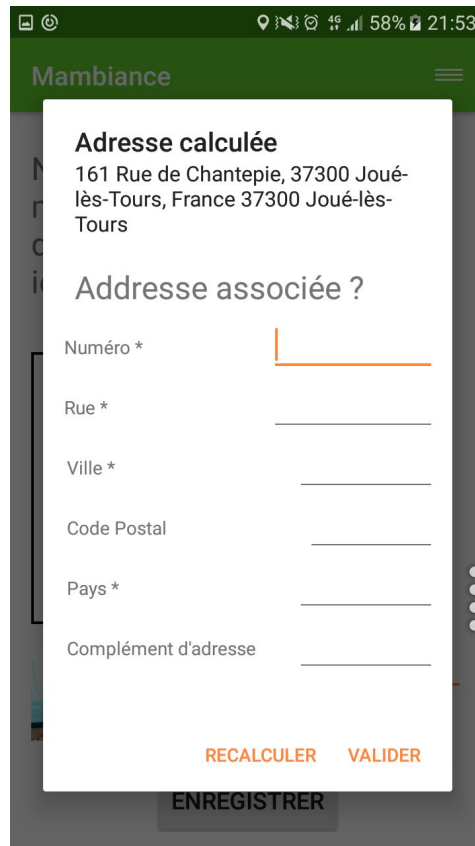 4G 58% 21:53
Mambiance
Adresse calculée
161 Rue de Chantepie, 37300 Joué-
lès-Tours, France 37300 Joué-lès-
Tours
Addresse associée ?
Numéro *
Rue *
Ville *
Code Postal
Pays *
Complément d'adresse
RECALCULER VALIDER
ENREGISTRER